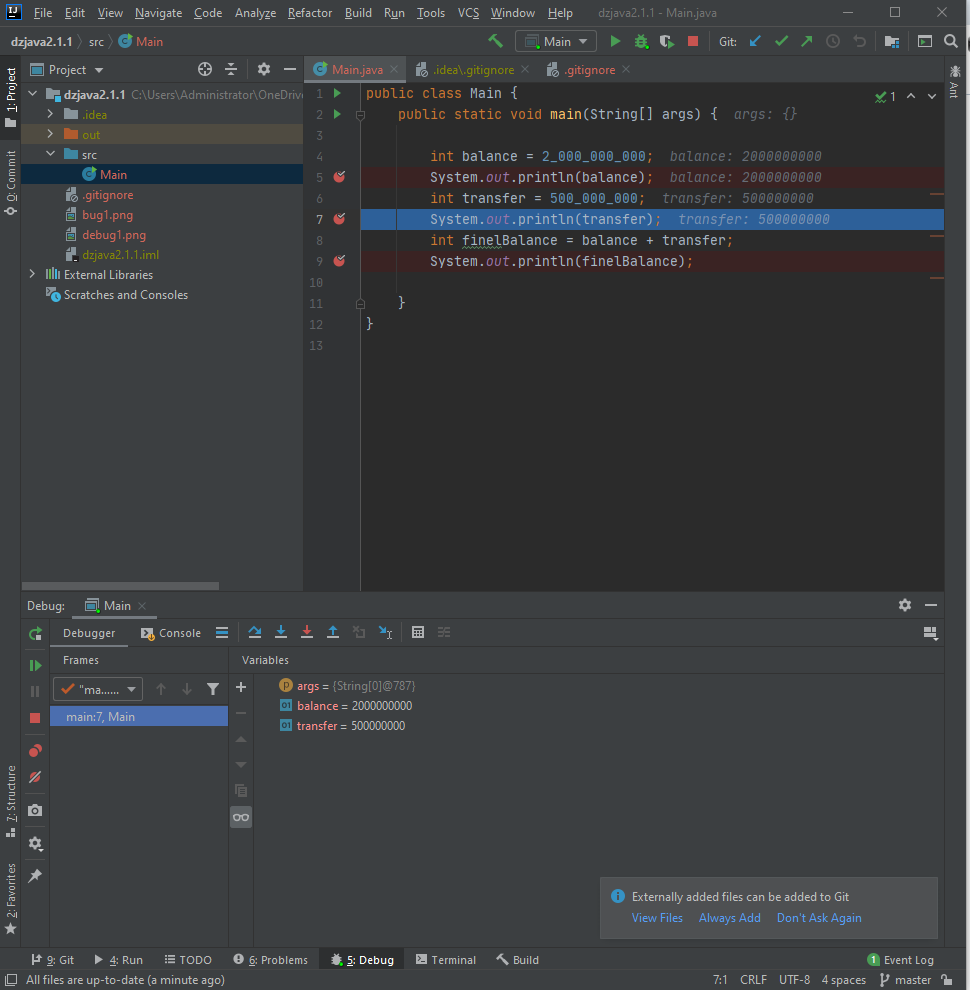 File Edit View Navigate Code Analyze Refactor Build Run Tools VCS Window Help dzjava2.1.1 - Main.java
dzjava2.1.1 src Main Main Git:
Project
Main.java .idea\.gitignore .gitignore
1: Project
0: Commit
7: Structure
2: Favorites
Ant
dzjava2.1.1 C:\Users\Administrator\OneDrive
.idea
out
src
Main
.gitignore
bug1.png
debug1.png
dzjava2.1.1.iml
External Libraries
Scratches and Consoles
1
1 public class Main {
2 public static void main(String[] args) { args: {}
3
4 int balance = 2_000_000_000; balance: 2000000000
5 System.out.println(balance); balance: 2000000000
6 int transfer = 500_000_000; transfer: 500000000
7 System.out.println(transfer); transfer: 500000000
8 int finelBalance = balance + transfer;
9 System.out.println(finelBalance);
10
11 }
12 }
13
Debug: Main
Debugger Console
Frames Variables
"ma......
main:7, Main
args = {String[0]@787}
balance = 2000000000
transfer = 500000000
Externally added files can be added to Git
View Files Always Add Don't Ask Again
9: Git 4: Run TODO 6: Problems 5: Debug Terminal Build 1 Event Log
All files are up-to-date (a minute ago) 7:1 CRLF UTF-8 4 spaces master